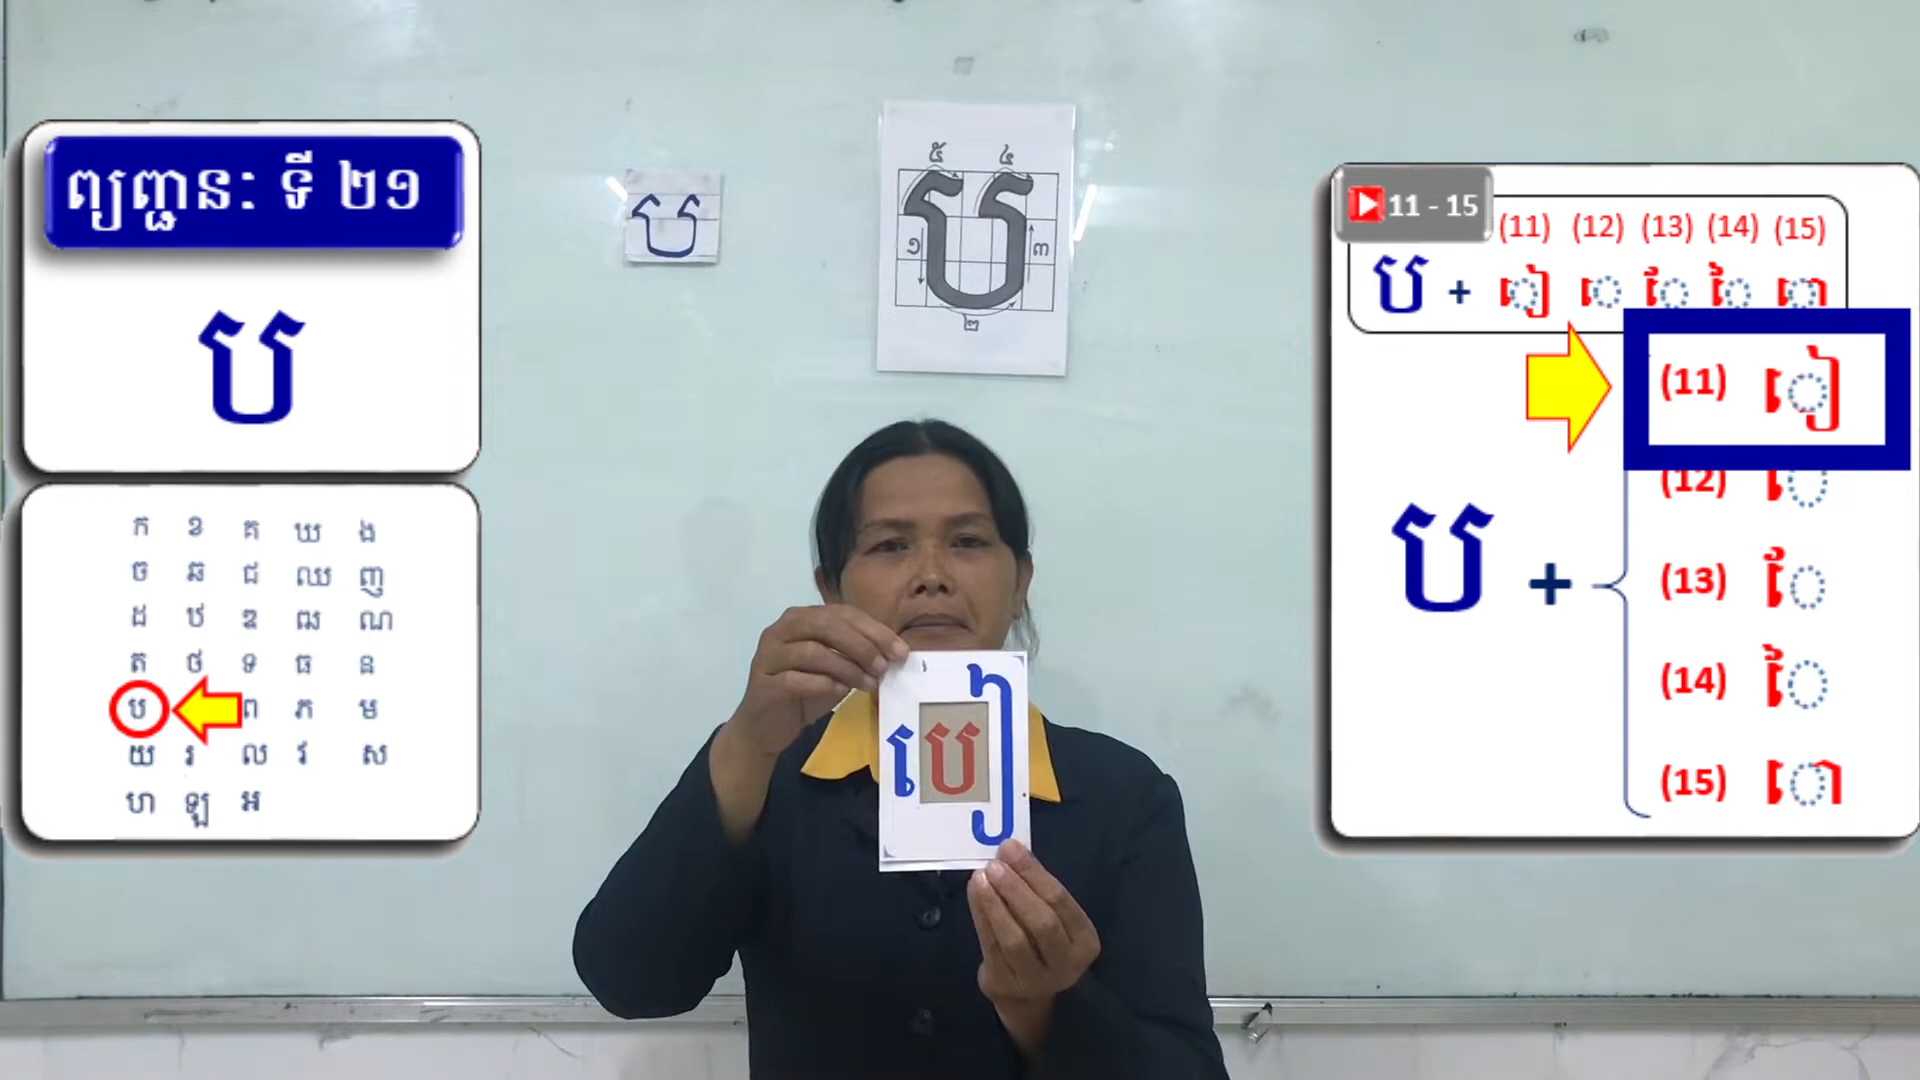 ព្យញ្ជនៈ ទី ២១
ប
ក ខ គ ឃ ង
ច ឆ ជ ឈ ញ
ដ ឋ ឌ ឍ ណ
ត ថ ទ ធ ន
ប ព ភ ម
យ រ ល វ ស
ហ ឡ អ
ប
៥ ៤
ប
១ ៣
២
បៀ
11 - 15
(11) (12) (13) (14) (15)
ប + ៀ េ ែ ៃ ោ
(11) ៀ
(12) េ
ប + (13) ែ
(14) ៃ
(15) ោ